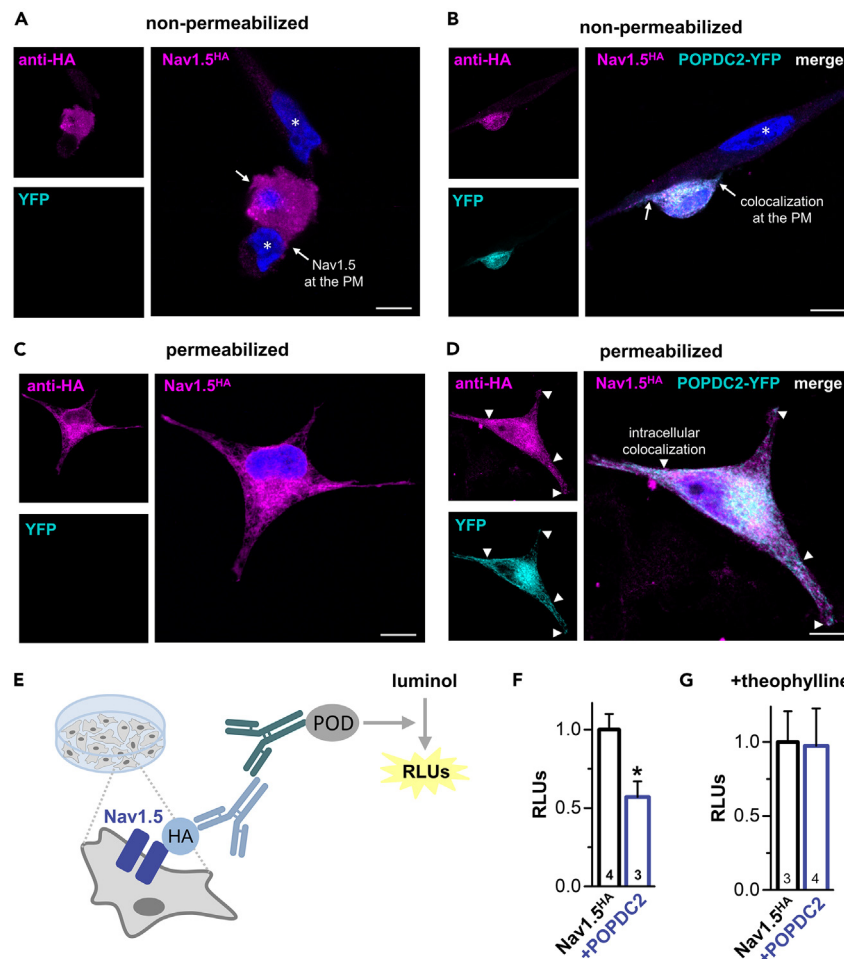 A
non-permeabilized
anti-HA
Nav1.5HA
YFP
*
*
Nav1.5
at the PM
B
non-permeabilized
anti-HA
Nav1.5HA POPDC2-YFP merge
YFP
*
colocalization
at the PM
C
permeabilized
anti-HA
Nav1.5HA
YFP
D
permeabilized
anti-HA
Nav1.5HA POPDC2-YFP merge
intracellular
colocalization
YFP
E
luminol
POD
RLUs
Nav1.5
HA
F
RLUs
1.0
0.5
0.0
*
4
3
Nav1.5HA
+POPDC2
G
+theophylline
RLUs
1.0
0.5
0.0
3
4
Nav1.5HA
+POPDC2